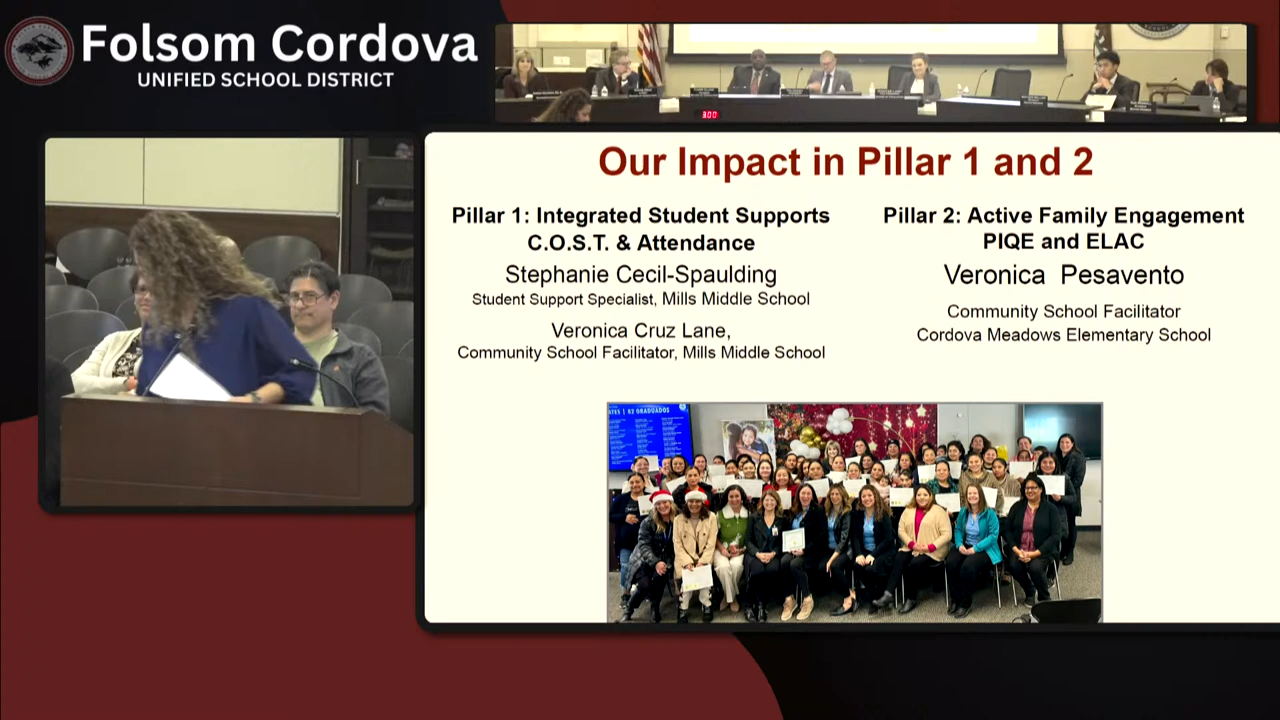 Folsom Cordova
UNIFIED SCHOOL DISTRICT
3:00
Our Impact in Pillar 1 and 2
Pillar 1: Integrated Student Supports
C.O.S.T. & Attendance
Stephanie Cecil-Spaulding
Student Support Specialist, Mills Middle School
Veronica Cruz Lane,
Community School Facilitator, Mills Middle School
Pillar 2: Active Family Engagement
PIQE and ELAC
Veronica Pesavento
Community School Facilitator
Cordova Meadows Elementary School
82 GRADUADOS